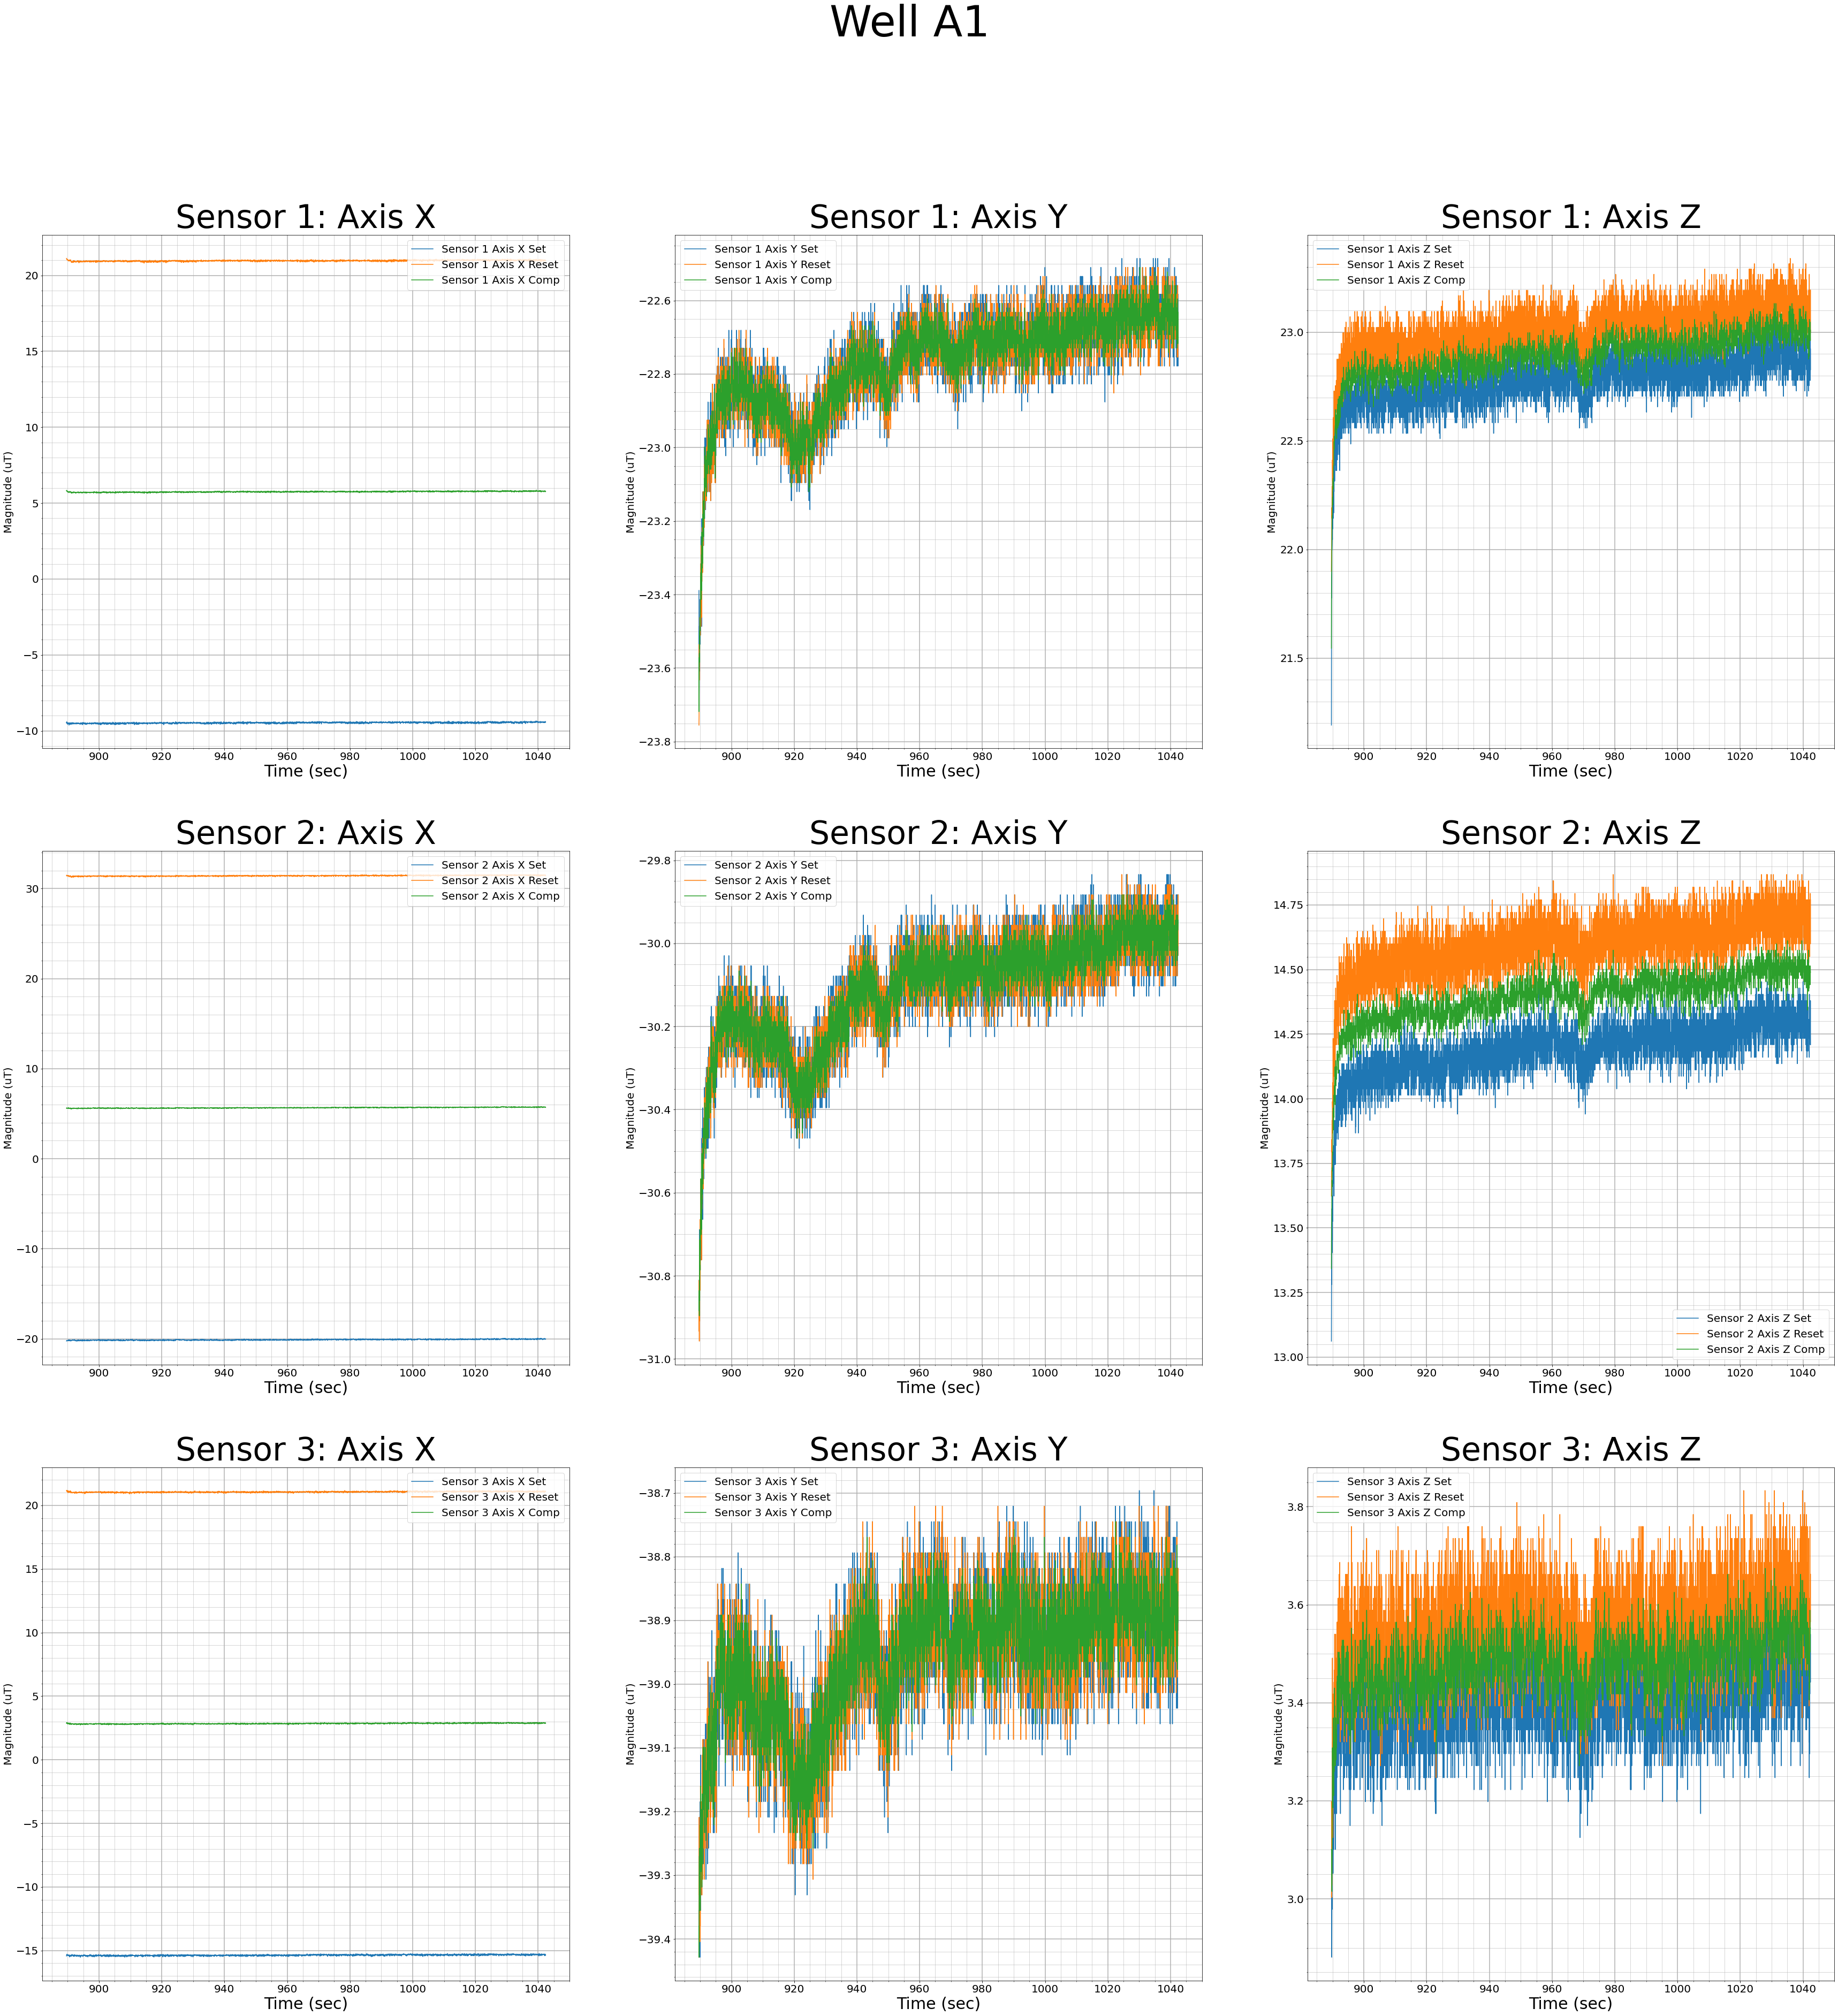 Well A1
Sensor 1: Axis X
Sensor 1 Axis X Set
Sensor 1 Axis X Reset
Sensor 1 Axis X Comp
20
15
10
5
0
−5
−10
Magnitude (uT)
900 920 940 960 980 1000 1020 1040
Time (sec)
Sensor 1: Axis Y
Sensor 1 Axis Y Set
Sensor 1 Axis Y Reset
Sensor 1 Axis Y Comp
−22.6
−22.8
−23.0
−23.2
−23.4
−23.6
−23.8
Magnitude (uT)
900 920 940 960 980 1000 1020 1040
Time (sec)
Sensor 1: Axis Z
Sensor 1 Axis Z Set
Sensor 1 Axis Z Reset
Sensor 1 Axis Z Comp
23.0
22.5
22.0
21.5
Magnitude (uT)
900 920 940 960 980 1000 1020 1040
Time (sec)
Sensor 2: Axis X
Sensor 2 Axis X Set
Sensor 2 Axis X Reset
Sensor 2 Axis X Comp
30
20
10
0
−10
−20
Magnitude (uT)
900 920 940 960 980 1000 1020 1040
Time (sec)
Sensor 2: Axis Y
Sensor 2 Axis Y Set
Sensor 2 Axis Y Reset
Sensor 2 Axis Y Comp
−29.8
−30.0
−30.2
−30.4
−30.6
−30.8
−31.0
Magnitude (uT)
900 920 940 960 980 1000 1020 1040
Time (sec)
Sensor 2: Axis Z
14.75
14.50
14.25
14.00
13.75
13.50
13.25
13.00
Magnitude (uT)
Sensor 2 Axis Z Set
Sensor 2 Axis Z Reset
Sensor 2 Axis Z Comp
900 920 940 960 980 1000 1020 1040
Time (sec)
Sensor 3: Axis X
Sensor 3 Axis X Set
Sensor 3 Axis X Reset
Sensor 3 Axis X Comp
20
15
10
5
0
−5
−10
−15
Magnitude (uT)
900 920 940 960 980 1000 1020 1040
Time (sec)
Sensor 3: Axis Y
Sensor 3 Axis Y Set
Sensor 3 Axis Y Reset
Sensor 3 Axis Y Comp
−38.7
−38.8
−38.9
−39.0
−39.1
−39.2
−39.3
−39.4
Magnitude (uT)
900 920 940 960 980 1000 1020 1040
Time (sec)
Sensor 3: Axis Z
Sensor 3 Axis Z Set
Sensor 3 Axis Z Reset
Sensor 3 Axis Z Comp
3.8
3.6
3.4
3.2
3.0
Magnitude (uT)
900 920 940 960 980 1000 1020 1040
Time (sec)